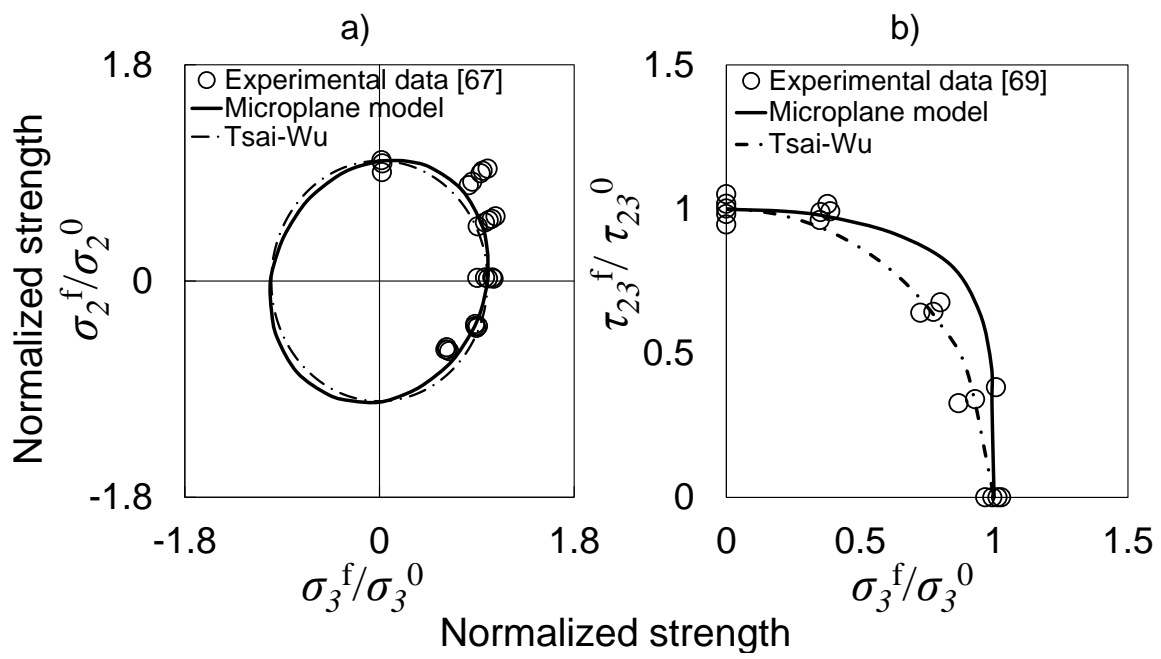 a)
1.8
Experimental data [67]
Microplane model
Tsai-Wu
Normalized strength
σ₂ᶠ/σ₂⁰
0
-1.8
-1.8 0 1.8
σ₃ᶠ/σ₃⁰
b)
1.5
Experimental data [69]
Microplane model
Tsai-Wu
τ₂₃ᶠ/ τ₂₃⁰
1
0.5
0
0 0.5 1 1.5
σ₃ᶠ/σ₃⁰
Normalized strength